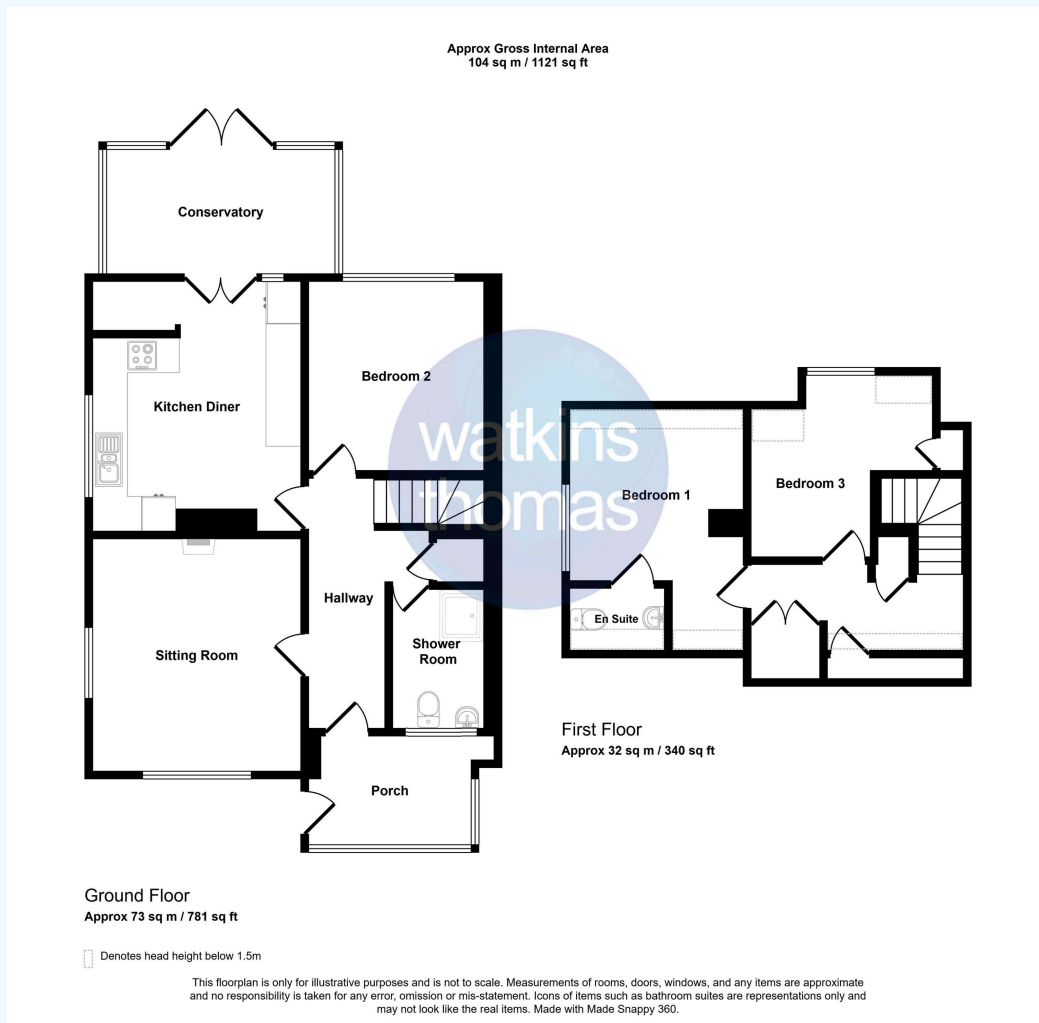 Approx Gross Internal Area
104 sq m / 1121 sq ft
Conservatory
Bedroom 2
Kitchen Diner
watkins
thomas
Bedroom 1
Bedroom 3
Hallway
En Suite
Shower
Room
Sitting Room
First Floor
Approx 32 sq m / 340 sq ft
Porch
Ground Floor
Approx 73 sq m / 781 sq ft
Denotes head height below 1.5m
This floorplan is only for illustrative purposes and is not to scale. Measurements of rooms, doors, windows, and any items are approximate
and no responsibility is taken for any error, omission or mis-statement. Icons of items such as bathroom suites are representations only and
may not look like the real items. Made with Made Snappy 360.